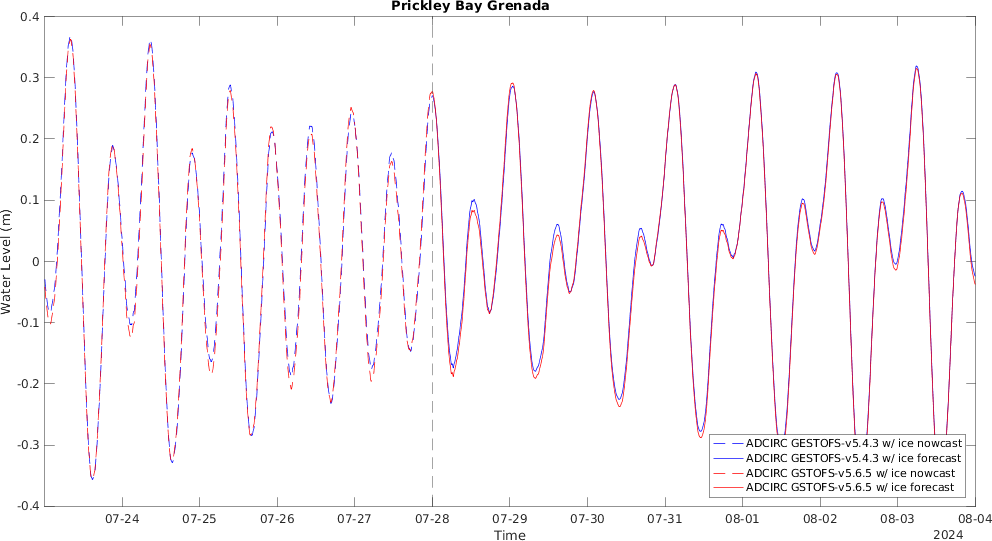 Prickley Bay Grenada
0.4
0.3
0.2
0.1
0
-0.1
-0.2
-0.3
-0.4
Water Level (m)
ADCIRC GESTOFS-v5.4.3 w/ ice nowcast
ADCIRC GESTOFS-v5.4.3 w/ ice forecast
ADCIRC GSTOFS-v5.6.5 w/ ice nowcast
ADCIRC GSTOFS-v5.6.5 w/ ice forecast
07-24 07-25 07-26 07-27 07-28 07-29 07-30 07-31 08-01 08-02 08-03 08-04
Time
2024